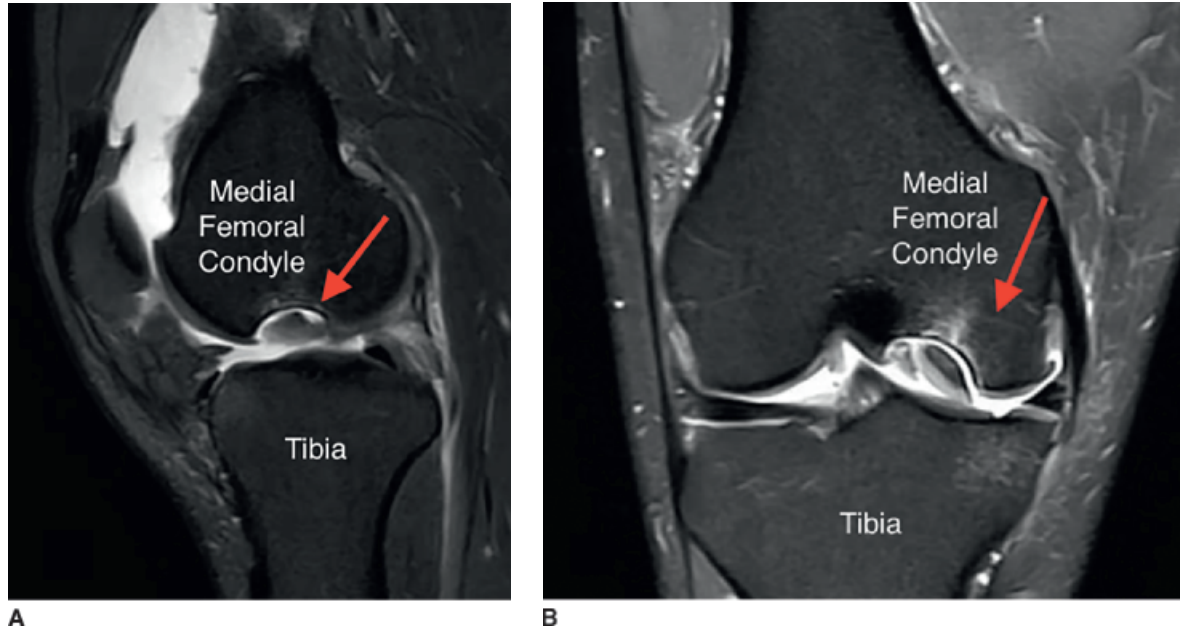 Medial
Femoral
Condyle
Tibia
A
Medial
Femoral
Condyle
Tibia
B